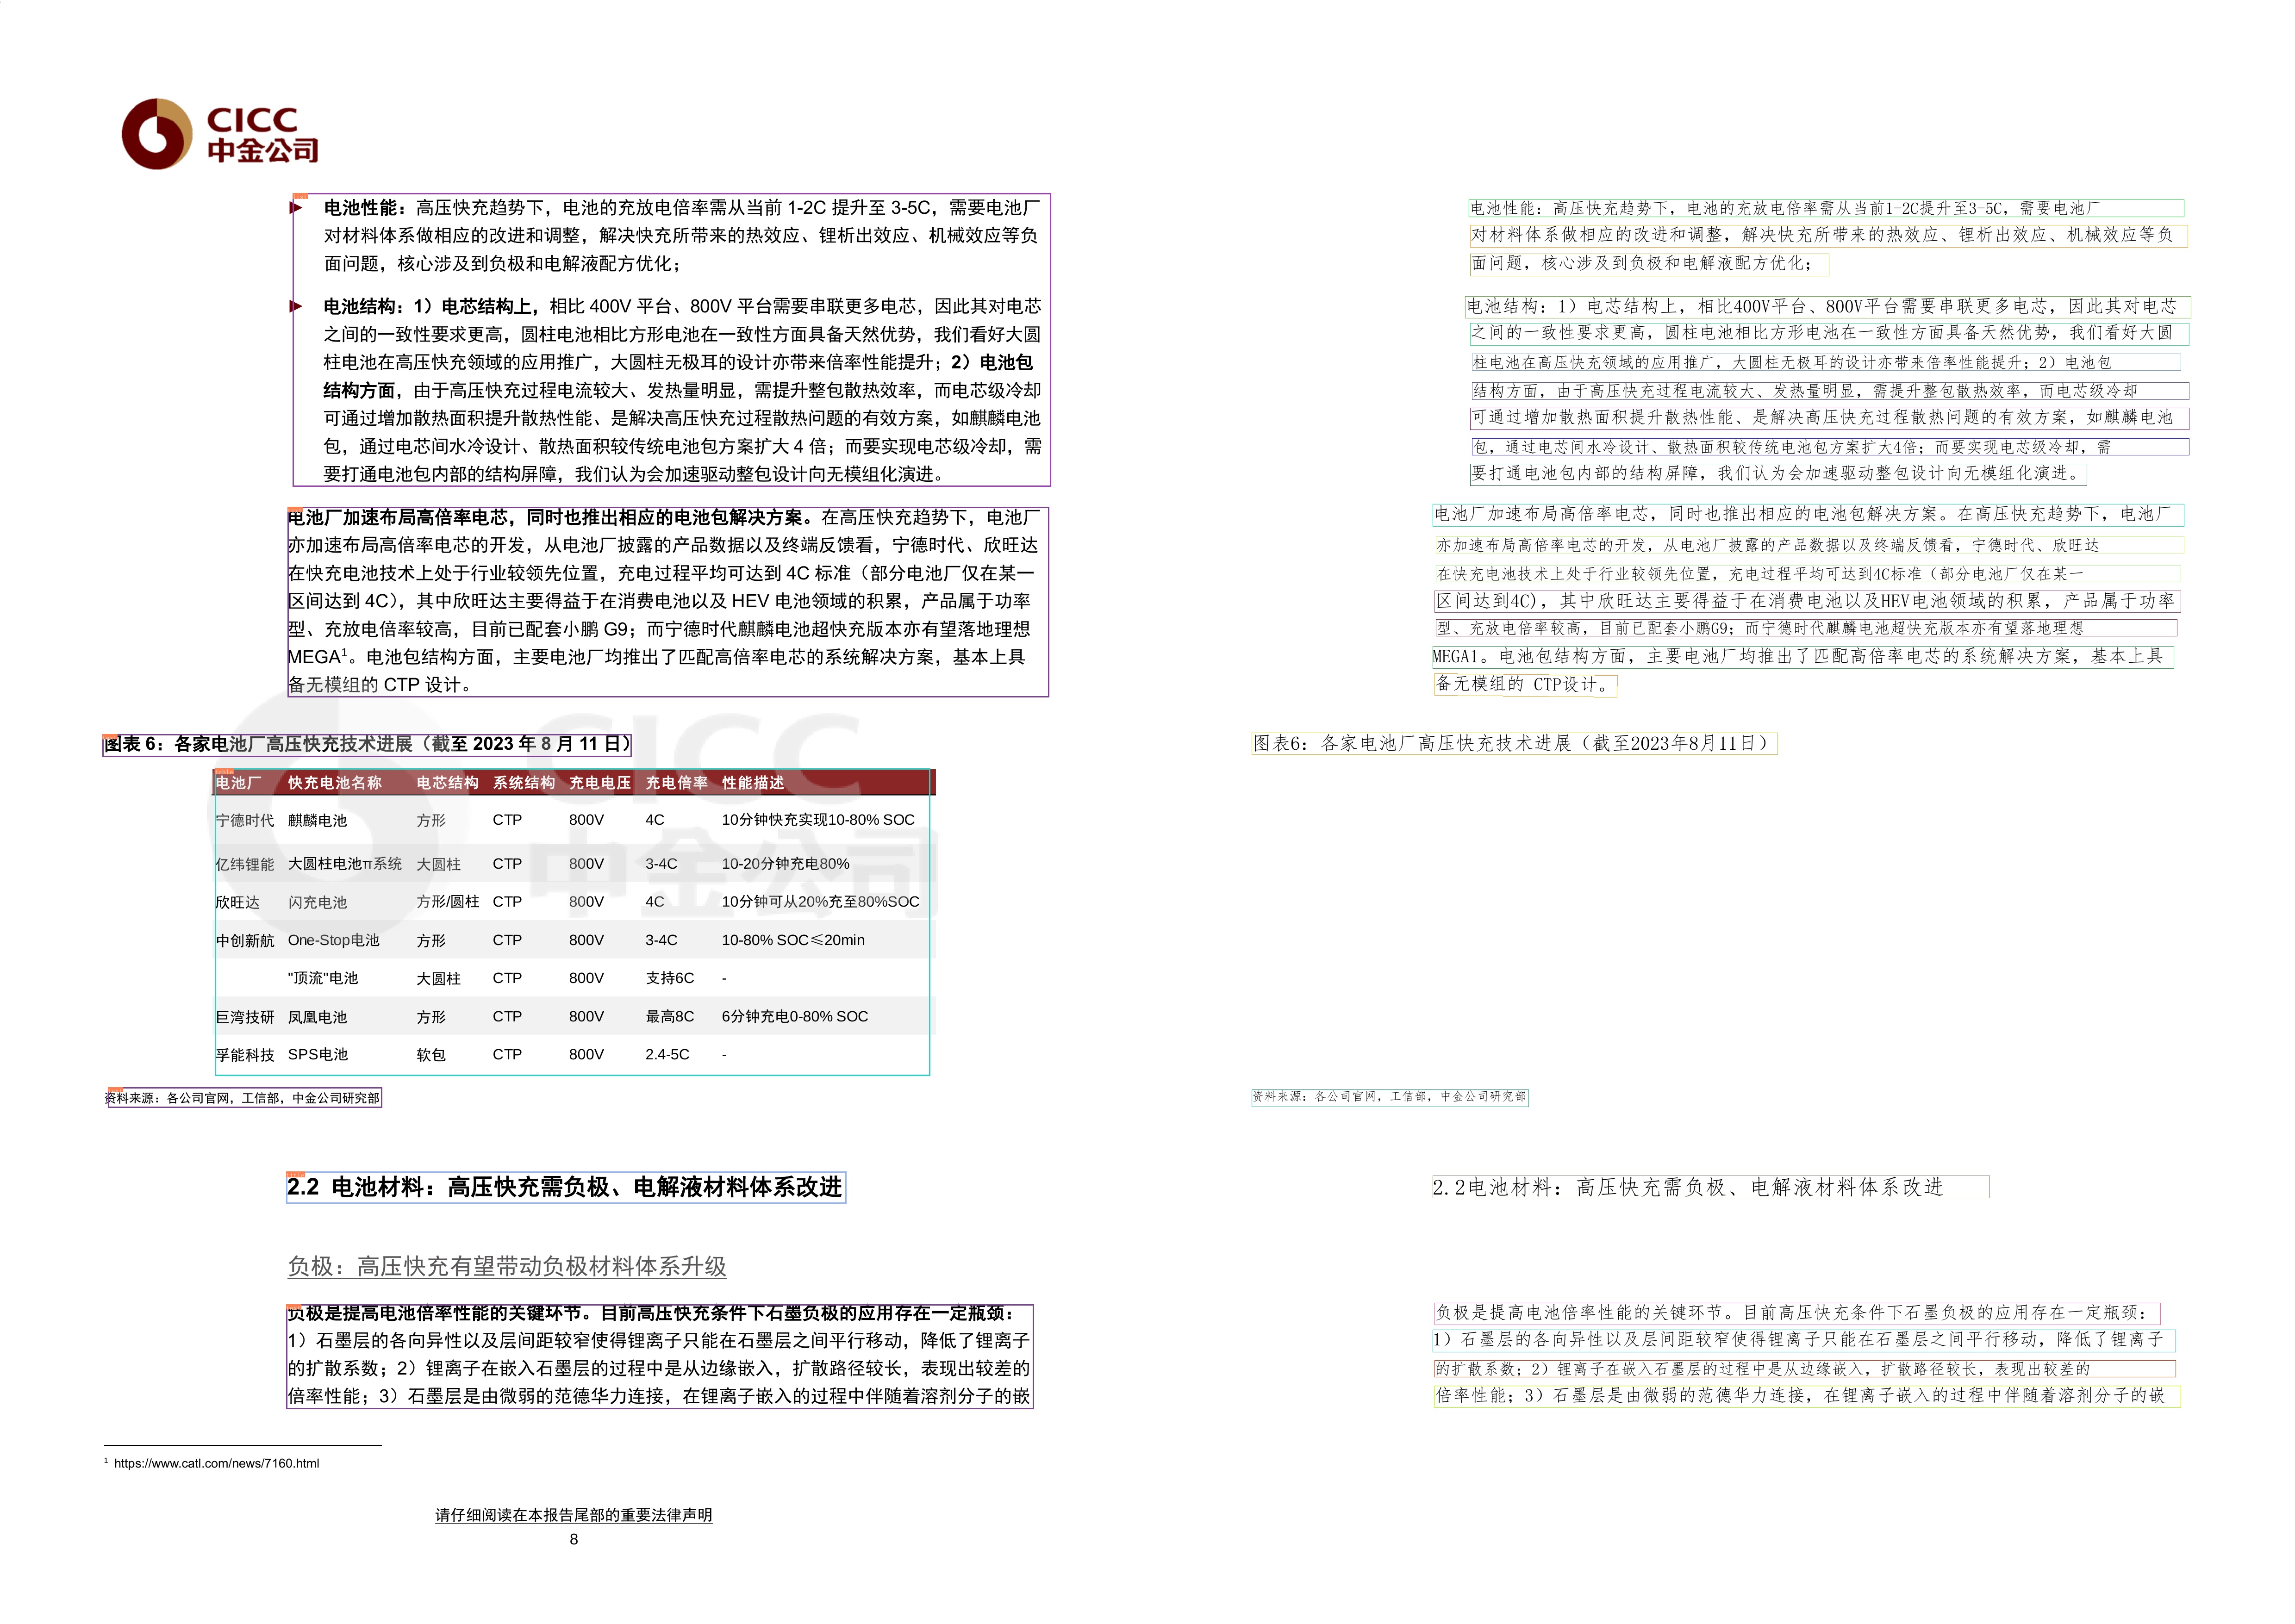 CICC
中金公司
电池性能：高压快充趋势下，电池的充放电倍率需从当前 1-2C 提升至 3-5C，需要电池厂
对材料体系做相应的改进和调整，解决快充所带来的热效应、锂析出效应、机械效应等负
面问题，核心涉及到负极和电解液配方优化；
电池结构：1）电芯结构上，相比 400V 平台、800V 平台需要串联更多电芯，因此其对电芯
之间的一致性要求更高，圆柱电池相比方形电池在一致性方面具备天然优势，我们看好大圆
柱电池在高压快充领域的应用推广，大圆柱无极耳的设计亦带来倍率性能提升；2）电池包
结构方面，由于高压快充过程电流较大、发热量明显，需提升整包散热效率，而电芯级冷却
可通过增加散热面积提升散热性能、是解决高压快充过程散热问题的有效方案，如麒麟电池
包，通过电芯间水冷设计、散热面积较传统电池包方案扩大 4 倍；而要实现电芯级冷却，需
要打通电池包内部的结构屏障，我们认为会加速驱动整包设计向无模组化演进。
电池厂加速布局高倍率电芯，同时也推出相应的电池包解决方案。在高压快充趋势下，电池厂
亦加速布局高倍率电芯的开发，从电池厂披露的产品数据以及终端反馈看，宁德时代、欣旺达
在快充电池技术上处于行业较领先位置，充电过程平均可达到 4C 标准（部分电池厂仅在某一
区间达到 4C），其中欣旺达主要得益于在消费电池以及 HEV 电池领域的积累，产品属于功率
型、充放电倍率较高，目前已配套小鹏 G9；而宁德时代麒麟电池超快充版本亦有望落地理想
MEGA1。电池包结构方面，主要电池厂均推出了匹配高倍率电芯的系统解决方案，基本上具
备无模组的 CTP 设计。
图表 6：各家电池厂高压快充技术进展（截至 2023 年 8 月 11 日）
电池厂 快充电池名称 电芯结构 系统结构 充电电压 充电倍率 性能描述
宁德时代 麒麟电池 方形 CTP 800V 4C 10分钟快充实现10-80% SOC
亿纬锂能 大圆柱电池π系统 大圆柱 CTP 800V 3-4C 10-20分钟充电80%
欣旺达 闪充电池 方形/圆柱 CTP 800V 4C 10分钟可从20%充至80%SOC
中创新航 One-Stop电池 方形 CTP 800V 3-4C 10-80% SOC≤20min
"顶流"电池 大圆柱 CTP 800V 支持6C -
巨湾技研 凤凰电池 方形 CTP 800V 最高8C 6分钟充电0-80% SOC
孚能科技 SPS电池 软包 CTP 800V 2.4-5C -
资料来源：各公司官网，工信部，中金公司研究部
2.2 电池材料：高压快充需负极、电解液材料体系改进
负极：高压快充有望带动负极材料体系升级
负极是提高电池倍率性能的关键环节。目前高压快充条件下石墨负极的应用存在一定瓶颈：
1）石墨层的各向异性以及层间距较窄使得锂离子只能在石墨层之间平行移动，降低了锂离子
的扩散系数；2）锂离子在嵌入石墨层的过程中是从边缘嵌入，扩散路径较长，表现出较差的
倍率性能；3）石墨层是由微弱的范德华力连接，在锂离子嵌入的过程中伴随着溶剂分子的嵌
1 https://www.catl.com/news/7160.html
请仔细阅读在本报告尾部的重要法律声明
8
电池性能：高压快充趋势下，电池的充放电倍率需从当前1-2C提升至3-5C，需要电池厂
对材料体系做相应的改进和调整，解决快充所带来的热效应、锂析出效应、机械效应等负
面问题，核心涉及到负极和电解液配方优化；
电池结构：1）电芯结构上，相比400V平台、800V平台需要串联更多电芯，因此其对电芯
之间的一致性要求更高，圆柱电池相比方形电池在一致性方面具备天然优势，我们看好大圆
柱电池在高压快充领域的应用推广，大圆柱无极耳的设计亦带来倍率性能提升；2）电池包
结构方面，由于高压快充过程电流较大、发热量明显，需提升整包散热效率，而电芯级冷却
可通过增加散热面积提升散热性能、是解决高压快充过程散热问题的有效方案，如麒麟电池
包，通过电芯间水冷设计、散热面积较传统电池包方案扩大4倍；而要实现电芯级冷却，需
要打通电池包内部的结构屏障，我们认为会加速驱动整包设计向无模组化演进。
电池厂加速布局高倍率电芯，同时也推出相应的电池包解决方案。在高压快充趋势下，电池厂
亦加速布局高倍率电芯的开发，从电池厂披露的产品数据以及终端反馈看，宁德时代、欣旺达
在快充电池技术上处于行业较领先位置，充电过程平均可达到4C标准（部分电池厂仅在某一
区间达到4C），其中欣旺达主要得益于在消费电池以及HEV电池领域的积累，产品属于功率
型、充放电倍率较高，目前已配套小鹏G9；而宁德时代麒麟电池超快充版本亦有望落地理想
MEGA1。电池包结构方面，主要电池厂均推出了匹配高倍率电芯的系统解决方案，基本上具
备无模组的 CTP设计。
图表6：各家电池厂高压快充技术进展（截至2023年8月11日）
资料来源：各公司官网，工信部，中金公司研究部
2.2电池材料：高压快充需负极、电解液材料体系改进
负极是提高电池倍率性能的关键环节。目前高压快充条件下石墨负极的应用存在一定瓶颈：
1）石墨层的各向异性以及层间距较窄使得锂离子只能在石墨层之间平行移动，降低了锂离子
的扩散系数；2）锂离子在嵌入石墨层的过程中是从边缘嵌入，扩散路径较长，表现出较差的
倍率性能；3）石墨层是由微弱的范德华力连接，在锂离子嵌入的过程中伴随着溶剂分子的嵌